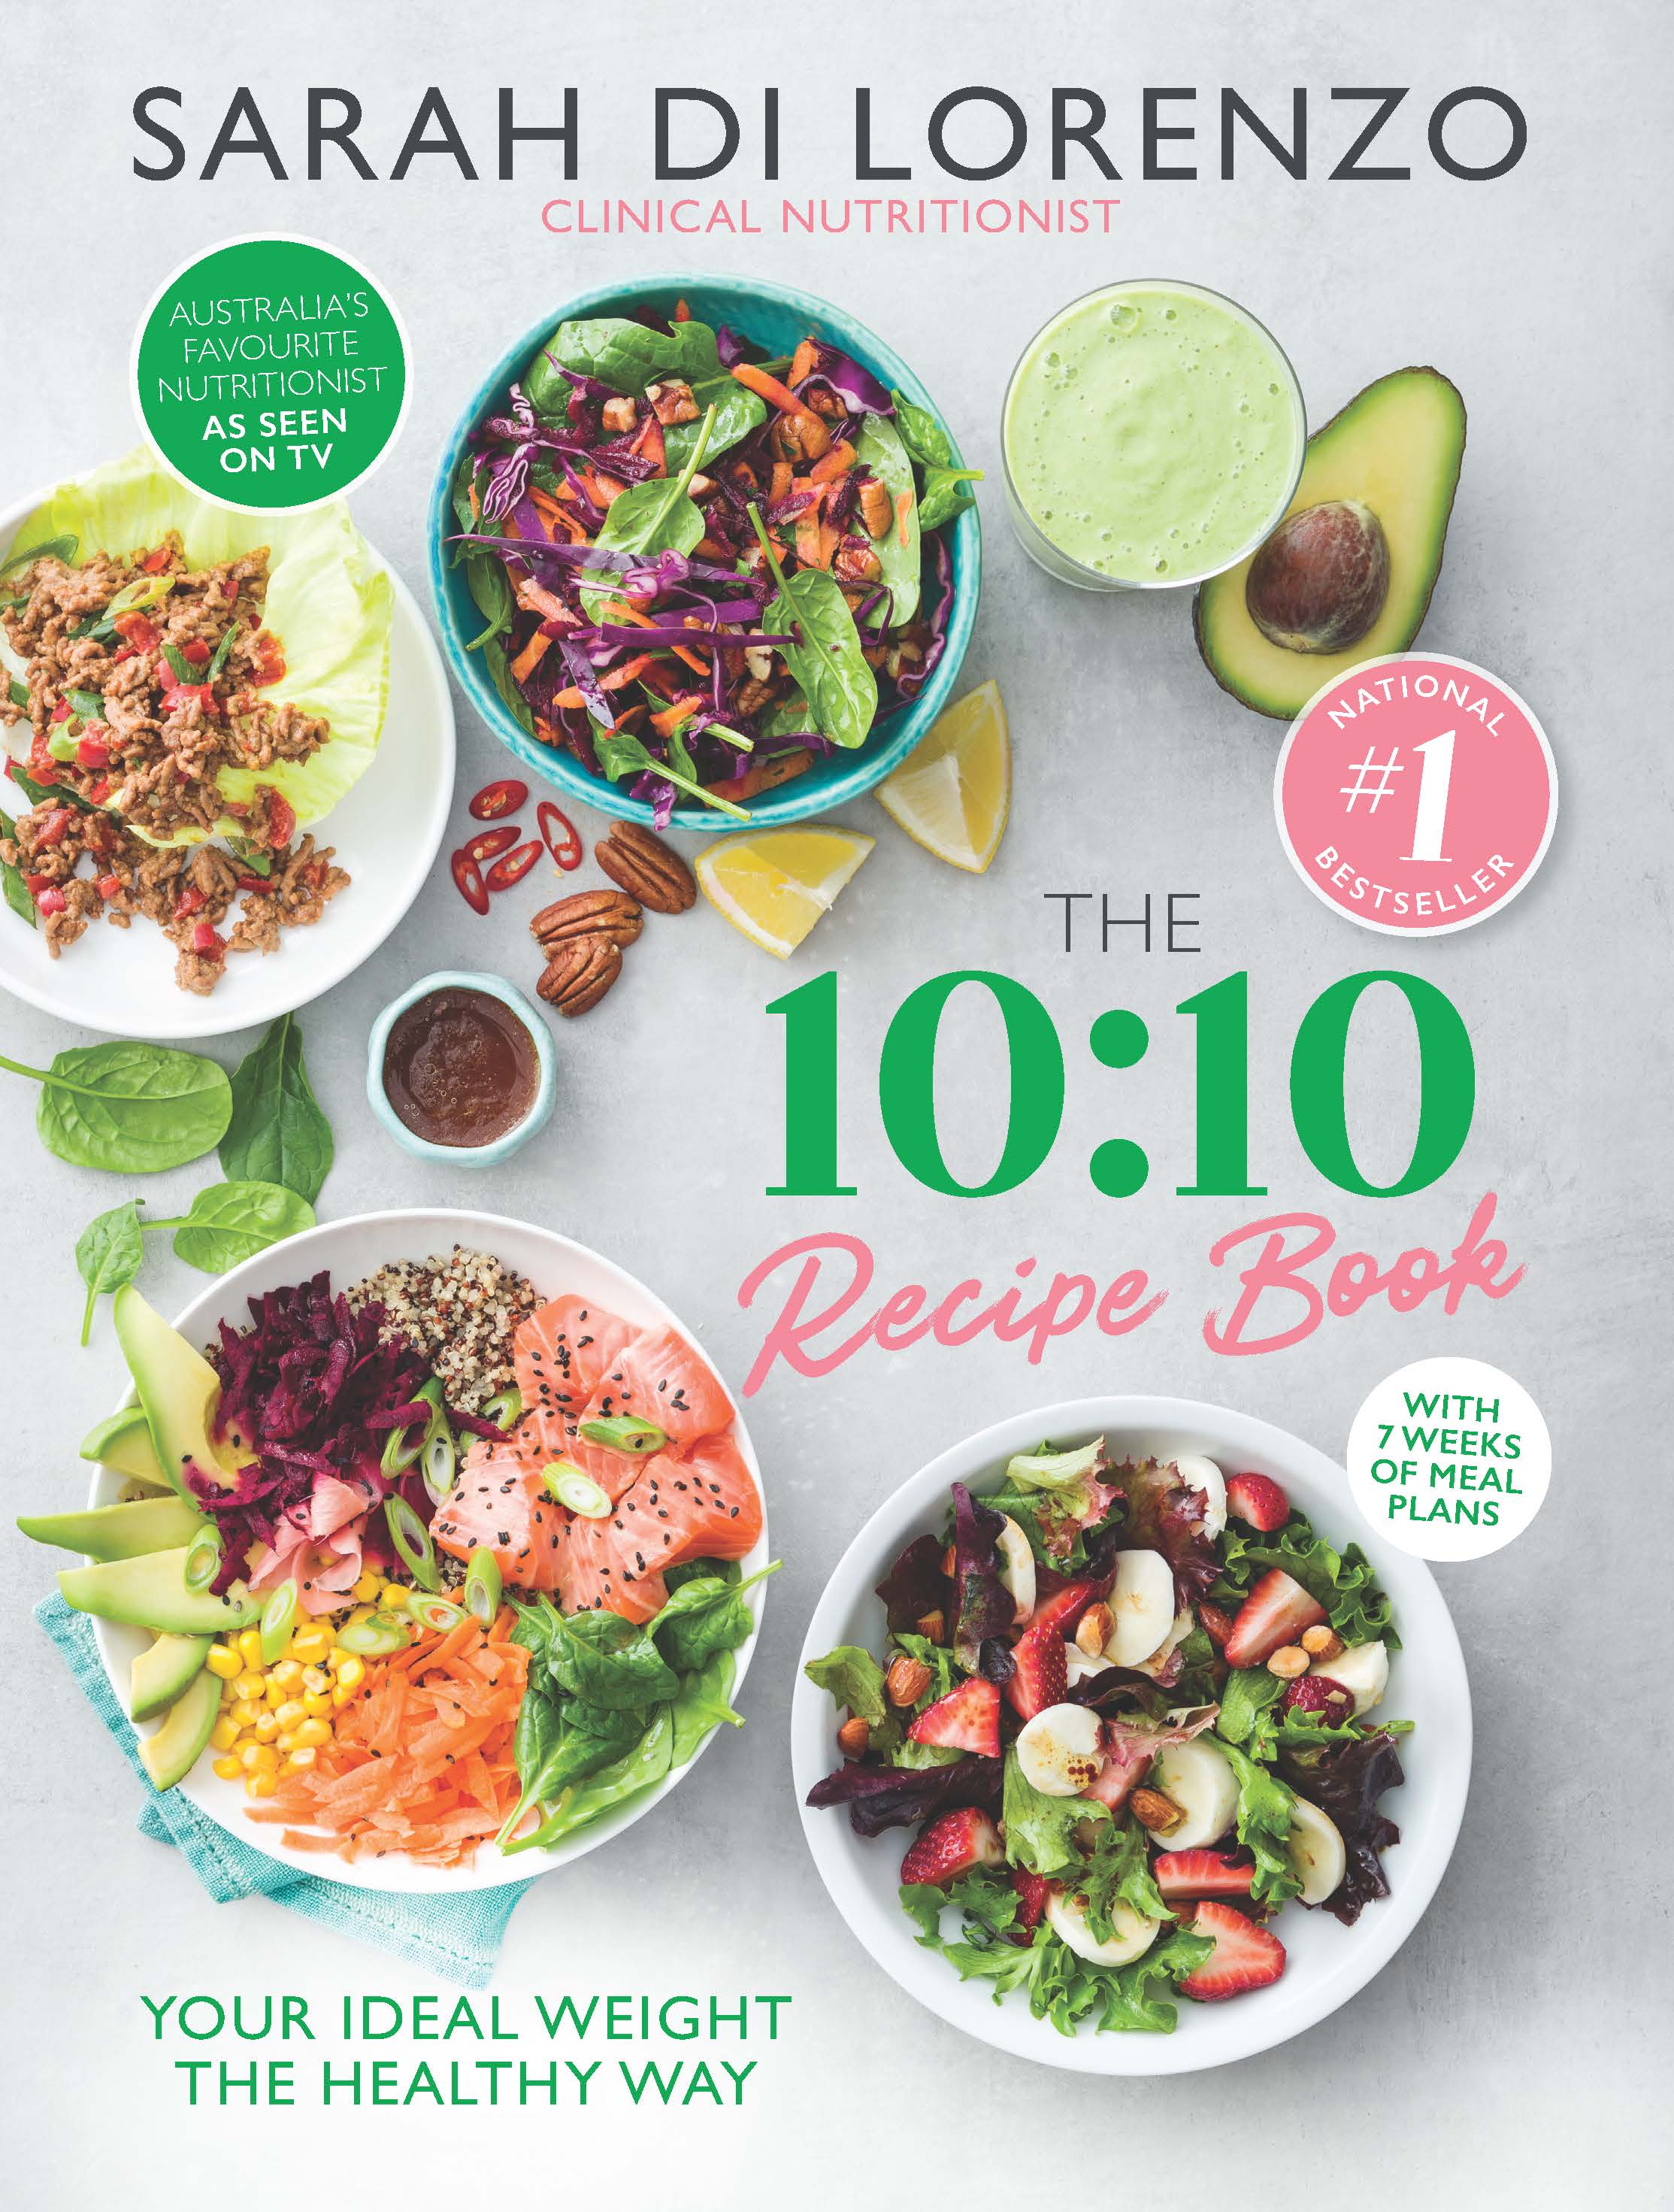 SARAH DI LORENZO
CLINICAL NUTRITIONIST
AUSTRALIA'S
FAVOURITE
NUTRITIONIST
AS SEEN
ON TV
NATIONAL
#1
BESTSELLER
THE
10:10
Recipe Book
WITH
7 WEEKS
OF MEAL
PLANS
YOUR IDEAL WEIGHT
THE HEALTHY WAY